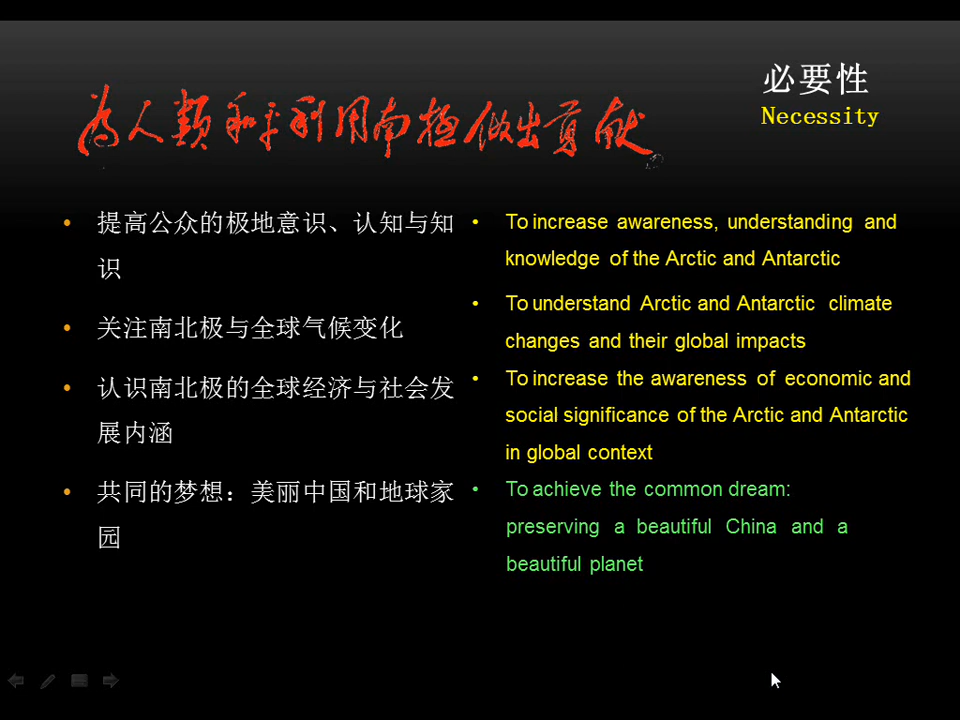 必要性
Necessity
為人類和平利用南極做出貢献
提高公众的极地意识、认知与知
识
关注南北极与全球气候变化
认识南北极的全球经济与社会发
展内涵
共同的梦想：美丽中国和地球家
园
To increase awareness, understanding and
knowledge of the Arctic and Antarctic
To understand Arctic and Antarctic climate
changes and their global impacts
To increase the awareness of economic and
social significance of the Arctic and Antarctic
in global context
To achieve the common dream:
preserving a beautiful China and a
beautiful planet